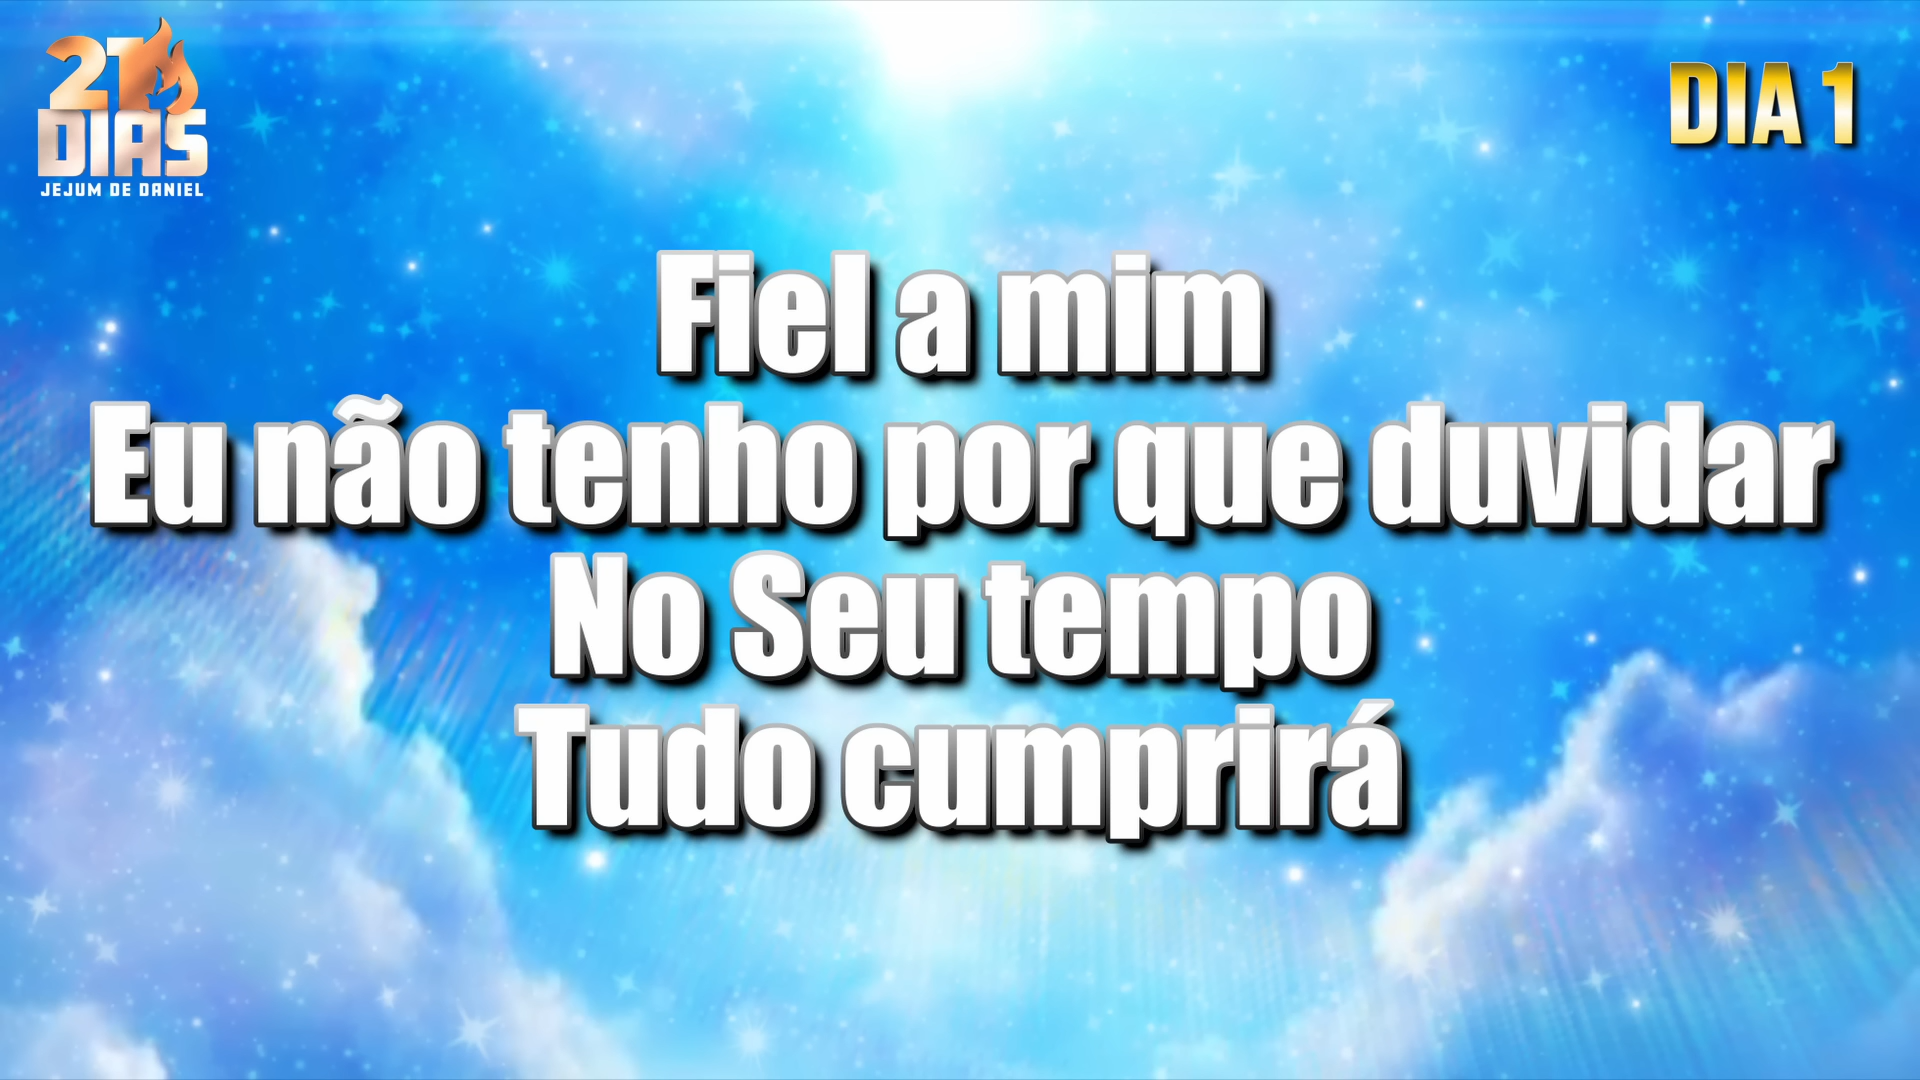 21
DIAS
JEJUM DE DANIEL
DIA 1
Fiel a mim
Eu não tenho por que duvidar
No Seu tempo
Tudo cumprirá